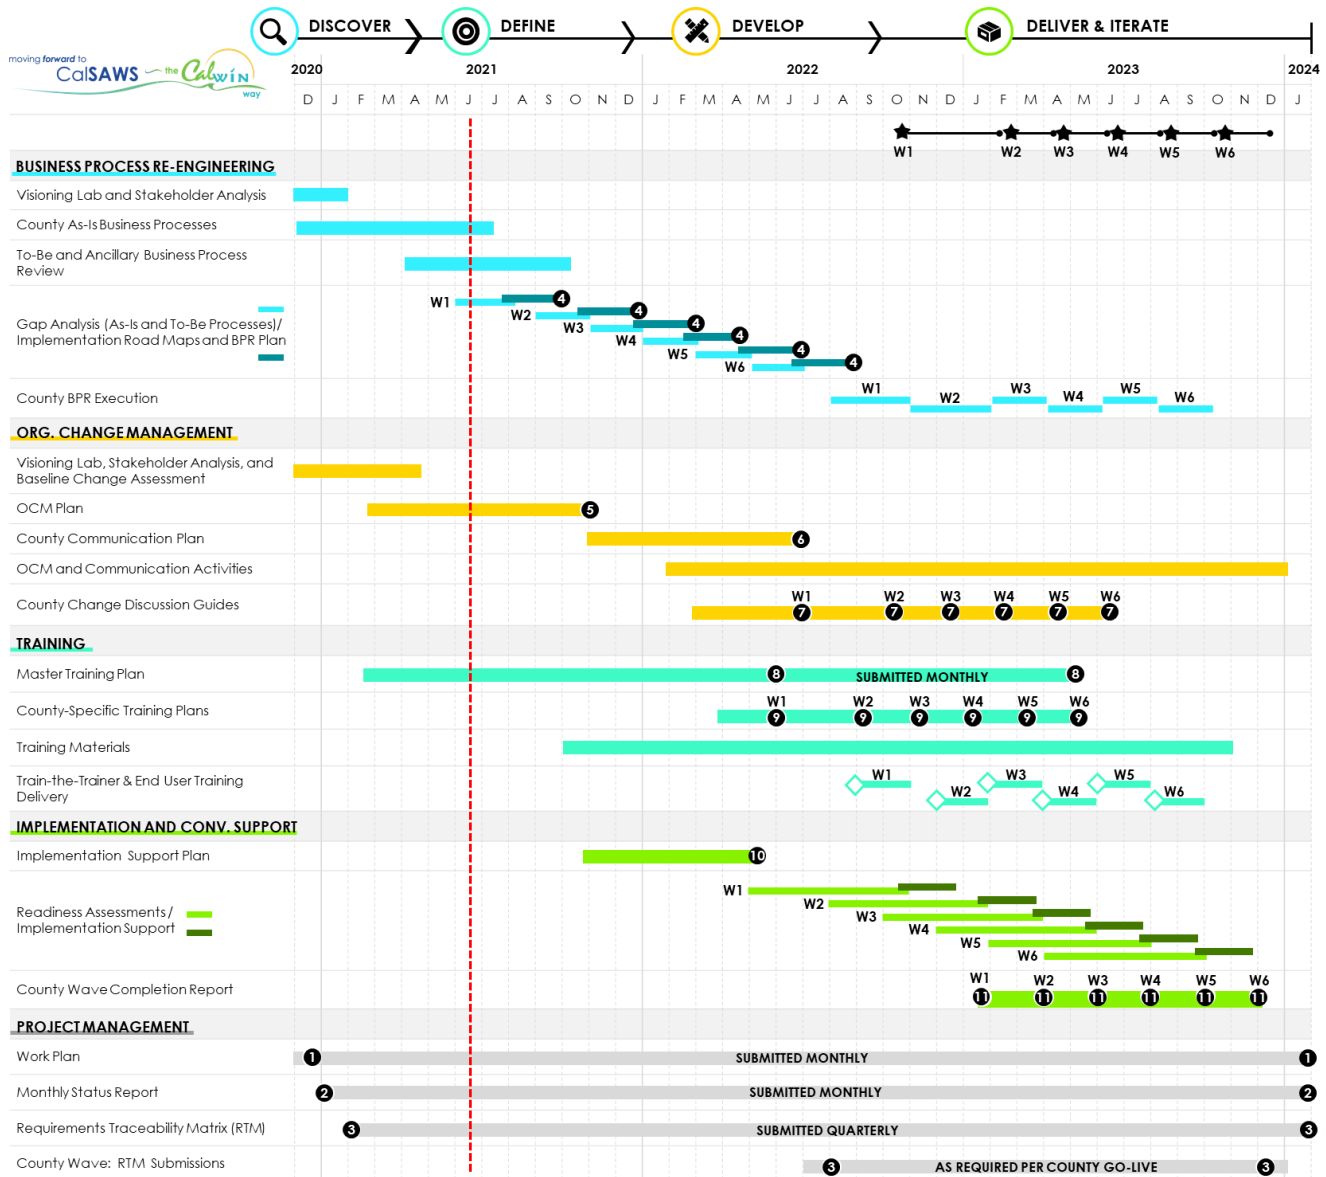 DISCOVER DEFINE DEVELOP DELIVER & ITERATE
moving forward to
CalSAWS the CalWIN
way
2020 2021 2022 2023 2024
D J F M A M J J A S O N D J F M A M J J A S O N D J F M A M J J A S O N D J
W1 W2 W3 W4 W5 W6
BUSINESS PROCESS RE-ENGINEERING
Visioning Lab and Stakeholder Analysis
County As-Is Business Processes
To-Be and Ancillary Business Process
Review
W1 4
W2 4
W3 4
Gap Analysis (As-Is and To-Be Processes)/
Implementation Road Maps and BPR Plan
W4 4
W5 4
W6 4
County BPR Execution W1 W2 W3 W4 W5 W6
ORG. CHANGE MANAGEMENT
Visioning Lab, Stakeholder Analysis, and
Baseline Change Assessment
OCM Plan 5
County Communication Plan 6
OCM and Communication Activities
W1 W2 W3 W4 W5 W6
County Change Discussion Guides 7 7 7 7 7 7
TRAINING
Master Training Plan 8 SUBMITTED MONTHLY 8
W1 W2 W3 W4 W5 W6
County-Specific Training Plans 9 9 9 9 9 9
Training Materials
Train-the-Trainer & End User Training
Delivery
W1 W2 W3 W4 W5 W6
IMPLEMENTATION AND CONV. SUPPORT
Implementation Support Plan 10
W1
W2
Readiness Assessments/
Implementation Support
W3
W4
W5
W6
W1 W2 W3 W4 W5 W6
County Wave Completion Report 11 11 11 11 11 11
PROJECT MANAGEMENT
Work Plan 1 SUBMITTED MONTHLY 1
Monthly Status Report 2 SUBMITTED MONTHLY 2
Requirements Traceability Matrix (RTM) 3 SUBMITTED QUARTERLY 3
County Wave: RTM Submissions 3 AS REQUIRED PER COUNTY GO-LIVE 3